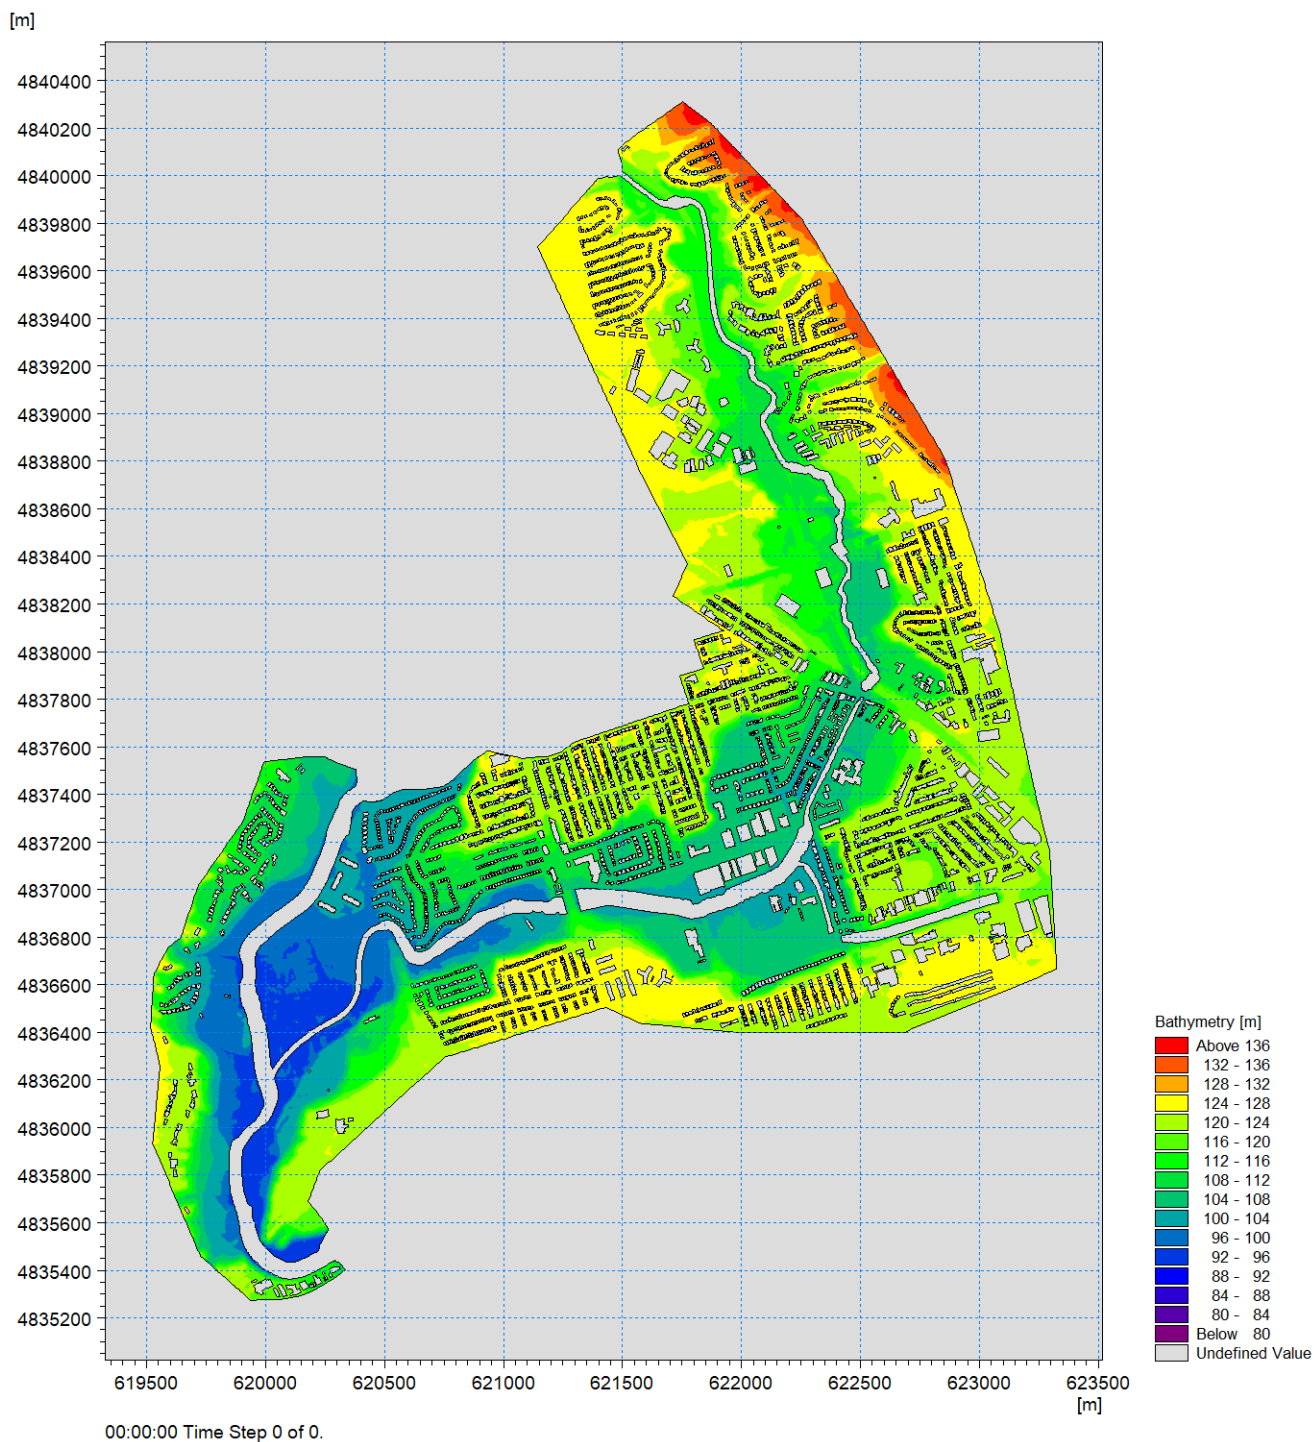 [m]
4840400
4840200
4840000
4839800
4839600
4839400
4839200
4839000
4838800
4838600
4838400
4838200
4838000
4837800
4837600
4837400
4837200
4837000
4836800
4836600
4836400
4836200
4836000
4835800
4835600
4835400
4835200
619500 620000 620500 621000 621500 622000 622500 623000 623500
[m]
Bathymetry [m]
Above 136
132 - 136
128 - 132
124 - 128
120 - 124
116 - 120
112 - 116
108 - 112
104 - 108
100 - 104
96 - 100
92 - 96
88 - 92
84 - 88
80 - 84
Below 80
Undefined Value
00:00:00 Time Step 0 of 0.